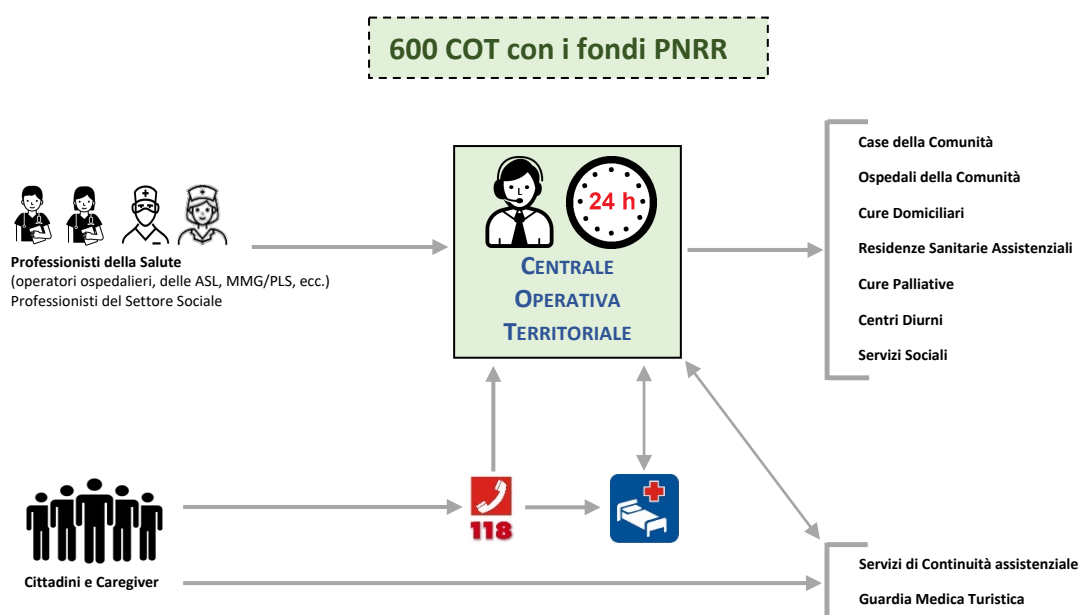 600 COT con i fondi PNRR
24 h
CENTRALE
OPERATIVA
TERRITORIALE
Professionisti della Salute
(operatori ospedalieri, delle ASL, MMG/PLS, ecc.)
Professionisti del Settore Sociale
Case della Comunità
Ospedali della Comunità
Cure Domiciliari
Residenze Sanitarie Assistenziali
Cure Palliative
Centri Diurni
Servizi Sociali
118
Cittadini e Caregiver
Servizi di Continuità assistenziale
Guardia Medica Turistica